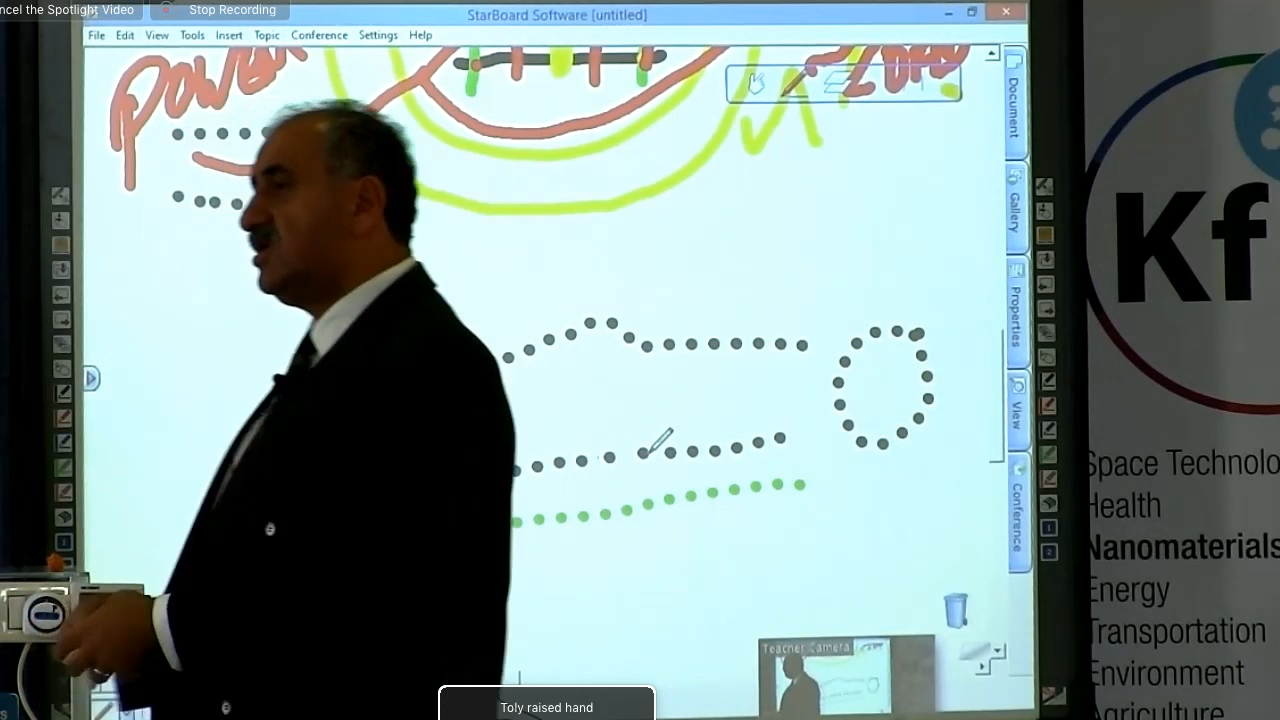 ncel the Spotlight Video
Stop Recording
StarBoard Software [untitled]
File Edit View Tools Insert Topic Conference Settings Help
power
Document
Gallery
Properties
View
Conference
Teacher Camera
Toly raised hand
Kf
Space Technolo
Health
Nanomaterials
Energy
Transportation
Environment
Agriculture